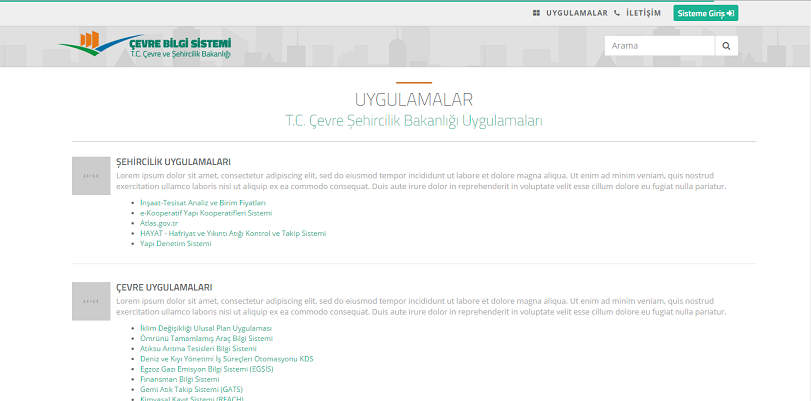 UYGULAMALAR İLETİŞİM Sisteme Giriş
ÇEVRE BİLGİ SİSTEMİ
T.C. Çevre ve Şehircilik Bakanlığı
Arama
UYGULAMALAR
T.C. Çevre Şehircilik Bakanlığı Uygulamaları
ŞEHİRCİLİK UYGULAMALARI
Lorem ipsum dolor sit amet, consectetur adipiscing elit, sed do eiusmod tempor incididunt ut labore et dolore magna aliqua. Ut enim ad minim veniam, quis nostrud
exercitation ullamco laboris nisi ut aliquip ex ea commodo consequat. Duis aute irure dolor in reprehenderit in voluptate velit esse cillum dolore eu fugiat nulla pariatur.
İnşaat-Tesisat Analiz ve Birim Fiyatları
e-Kooperatif Yapı Kooperatifleri Sistemi
Atlas.gov.tr
HAYAT - Hafriyat ve Yıkıntı Atığı Kontrol ve Takip Sistemi
Yapı Denetim Sistemi
ÇEVRE UYGULAMALARI
Lorem ipsum dolor sit amet, consectetur adipiscing elit, sed do eiusmod tempor incididunt ut labore et dolore magna aliqua. Ut enim ad minim veniam, quis nostrud
exercitation ullamco laboris nisi ut aliquip ex ea commodo consequat. Duis aute irure dolor in reprehenderit in voluptate velit esse cillum dolore eu fugiat nulla pariatur.
İklim Değişikliği Ulusal Plan Uygulaması
Ömrünü Tamamlamış Araç Bilgi Sistemi
Atıksu Arıtma Tesisleri Bilgi Sistemi
Deniz ve Kıyı Yönetimi İş Süreçleri Otomasyonu KDS
Egzoz Gazı Emisyon Bilgi Sistemi (EGSİS)
Finansman Bilgi Sistemi
Gemi Atık Takip Sistemi (GATS)
Kimyasal Kayıt Sistemi (REACH)